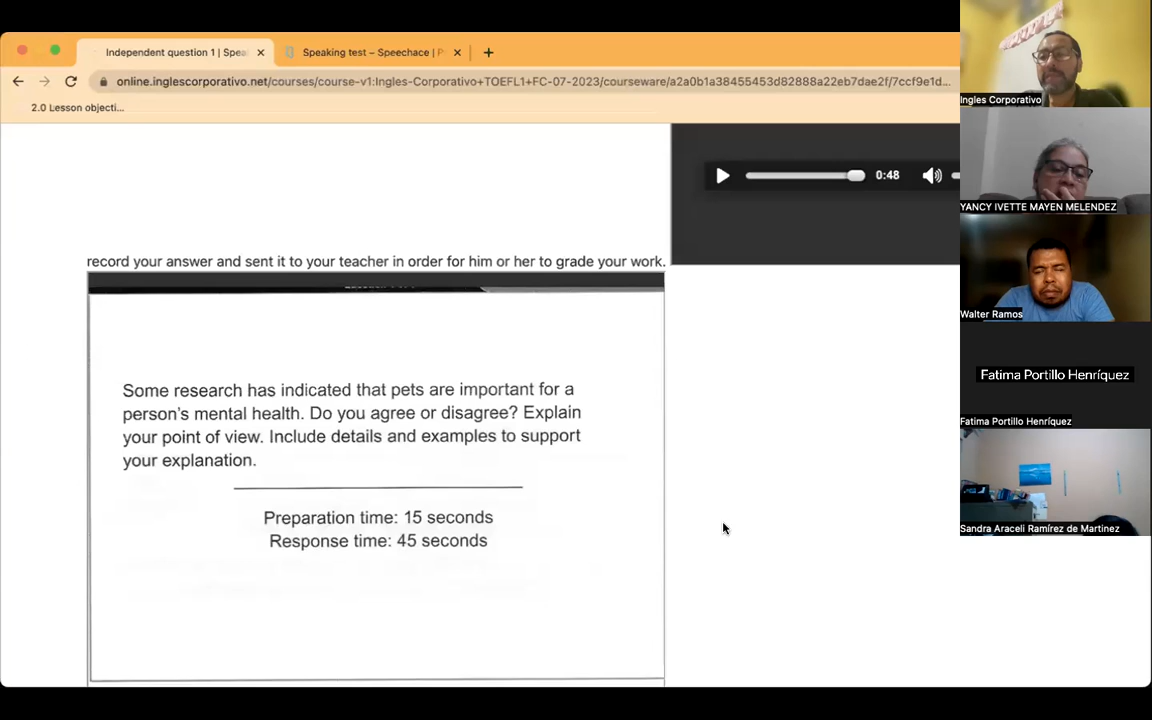 Independent question 1 | Spea
Speaking test – Speechace | P
online.inglescorporativo.net/courses/course-v1:Ingles-Corporativo+TOEFL1+FC-07-2023/courseware/a2a0b1a38455453d82888a22eb7dae2f/7ccf9e1d...
2.0 Lesson objecti...
0:48
record your answer and sent it to your teacher in order for him or her to grade your work.
Some research has indicated that pets are important for a
person's mental health. Do you agree or disagree? Explain
your point of view. Include details and examples to support
your explanation.
Preparation time: 15 seconds
Response time: 45 seconds
Ingles Corporativo
YANCY IVETTE MAYEN MELENDEZ
Walter Ramos
Fatima Portillo Henríquez
Fatima Portillo Henríquez
Sandra Araceli Ramírez de Martinez